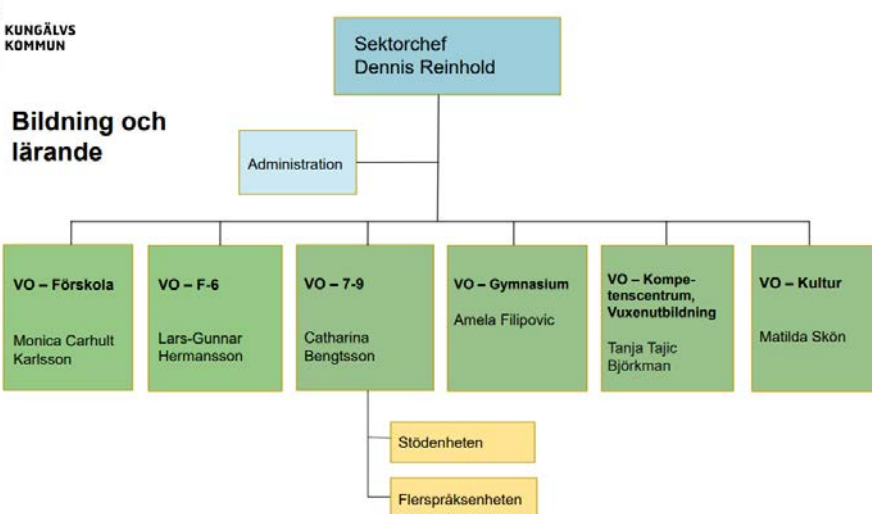 KUNGÄLVS
KOMMUN
Sektorchef
Dennis Reinhold
Bildning och
lärande
Administration
VO – Förskola
Monica Carhult
Karlsson
VO – F-6
Lars-Gunnar
Hermansson
VO – 7-9
Catharina
Bengtsson
VO – Gymnasium
Amela Filipovic
VO – Kompe-
tenscentrum,
Vuxenutbildning
Tanja Tajic
Björkman
VO – Kultur
Matilda Skön
Stödenheten
Flerspråksenheten